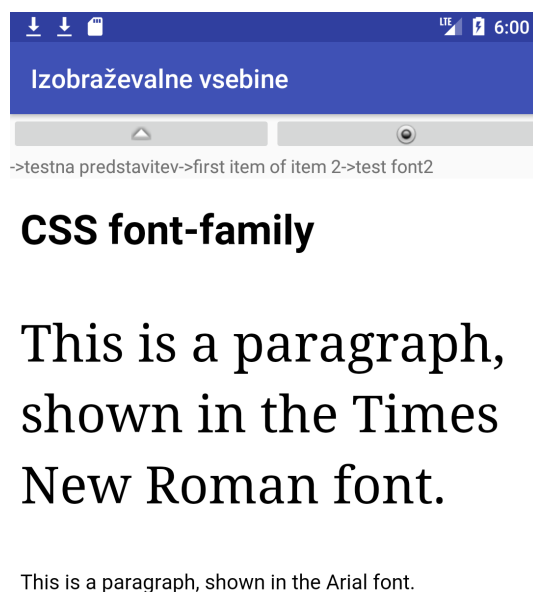 LTE 6:00
Izobraževalne vsebine
->testna predstavitev->first item of item 2->test font2
CSS font-family
This is a paragraph,
shown in the Times
New Roman font.
This is a paragraph, shown in the Arial font.